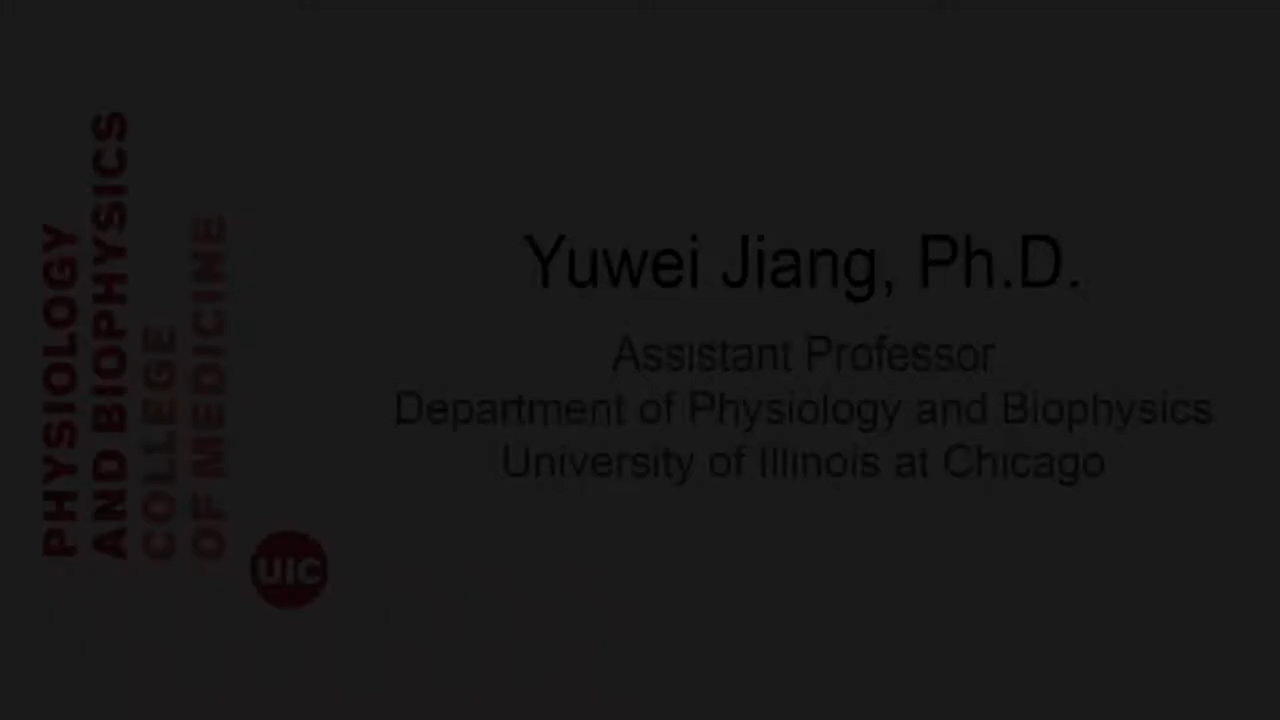 PHYSIOLOGY
AND BIOPHYSICS
COLLEGE
OF MEDICINE
UIC
Yuwei Jiang, Ph.D.
Assistant Professor
Department of Physiology and Biophysics
University of Illinois at Chicago